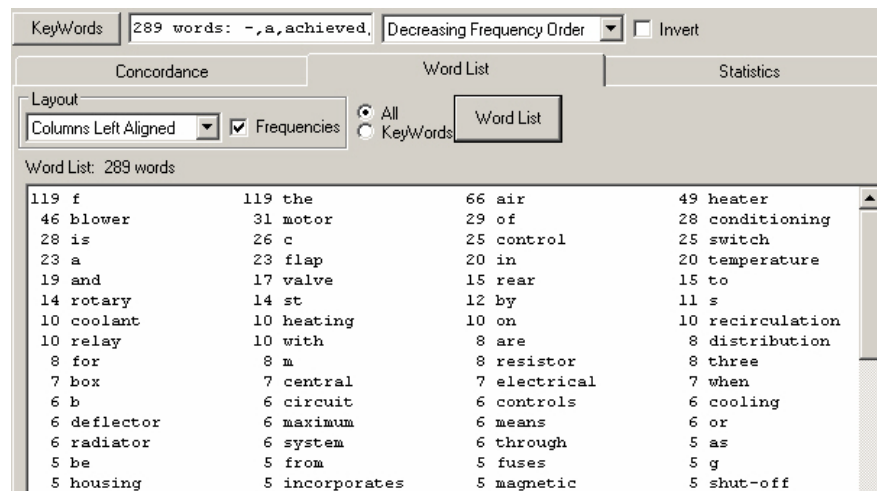 KeyWords 289 words: -,a,achieved, Decreasing Frequency Order Invert
Concordance Word List Statistics
Layout
Columns Left Aligned Frequencies All KeyWords Word List
Word List: 289 words
119 f 119 the 66 air 49 heater
46 blower 31 motor 29 of 28 conditioning
28 is 26 c 25 control 25 switch
23 a 23 flap 20 in 20 temperature
19 and 17 valve 15 rear 15 to
14 rotary 14 st 12 by 11 s
10 coolant 10 heating 10 on 10 recirculation
10 relay 10 with 8 are 8 distribution
8 for 8 m 8 resistor 8 three
7 box 7 central 7 electrical 7 when
6 b 6 circuit 6 controls 6 cooling
6 deflector 6 maximum 6 means 6 or
6 radiator 6 system 6 through 5 as
5 be 5 from 5 fuses 5 g
5 housing 5 incorporates 5 magnetic 5 shut-off